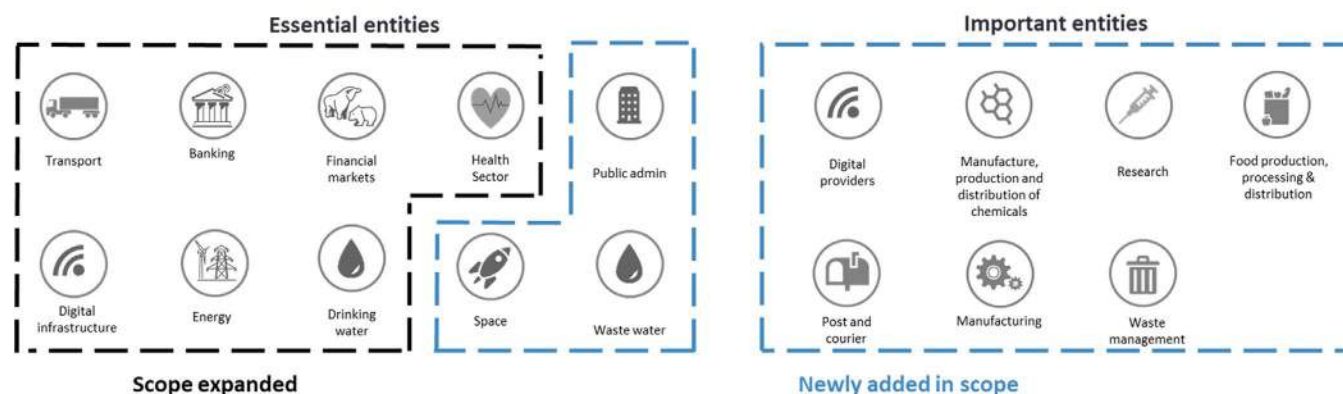 Essential entities
Important entities
Transport
Banking
Financial
markets
Health
Sector
Public admin
Digital
providers
Manufacture,
production and
distribution of
chemicals
Research
Food production,
processing &
distribution
Digital
infrastructure
Energy
Drinking
water
Space
Waste water
Post and
courier
Manufacturing
Waste
management
Scope expanded
Newly added in scope